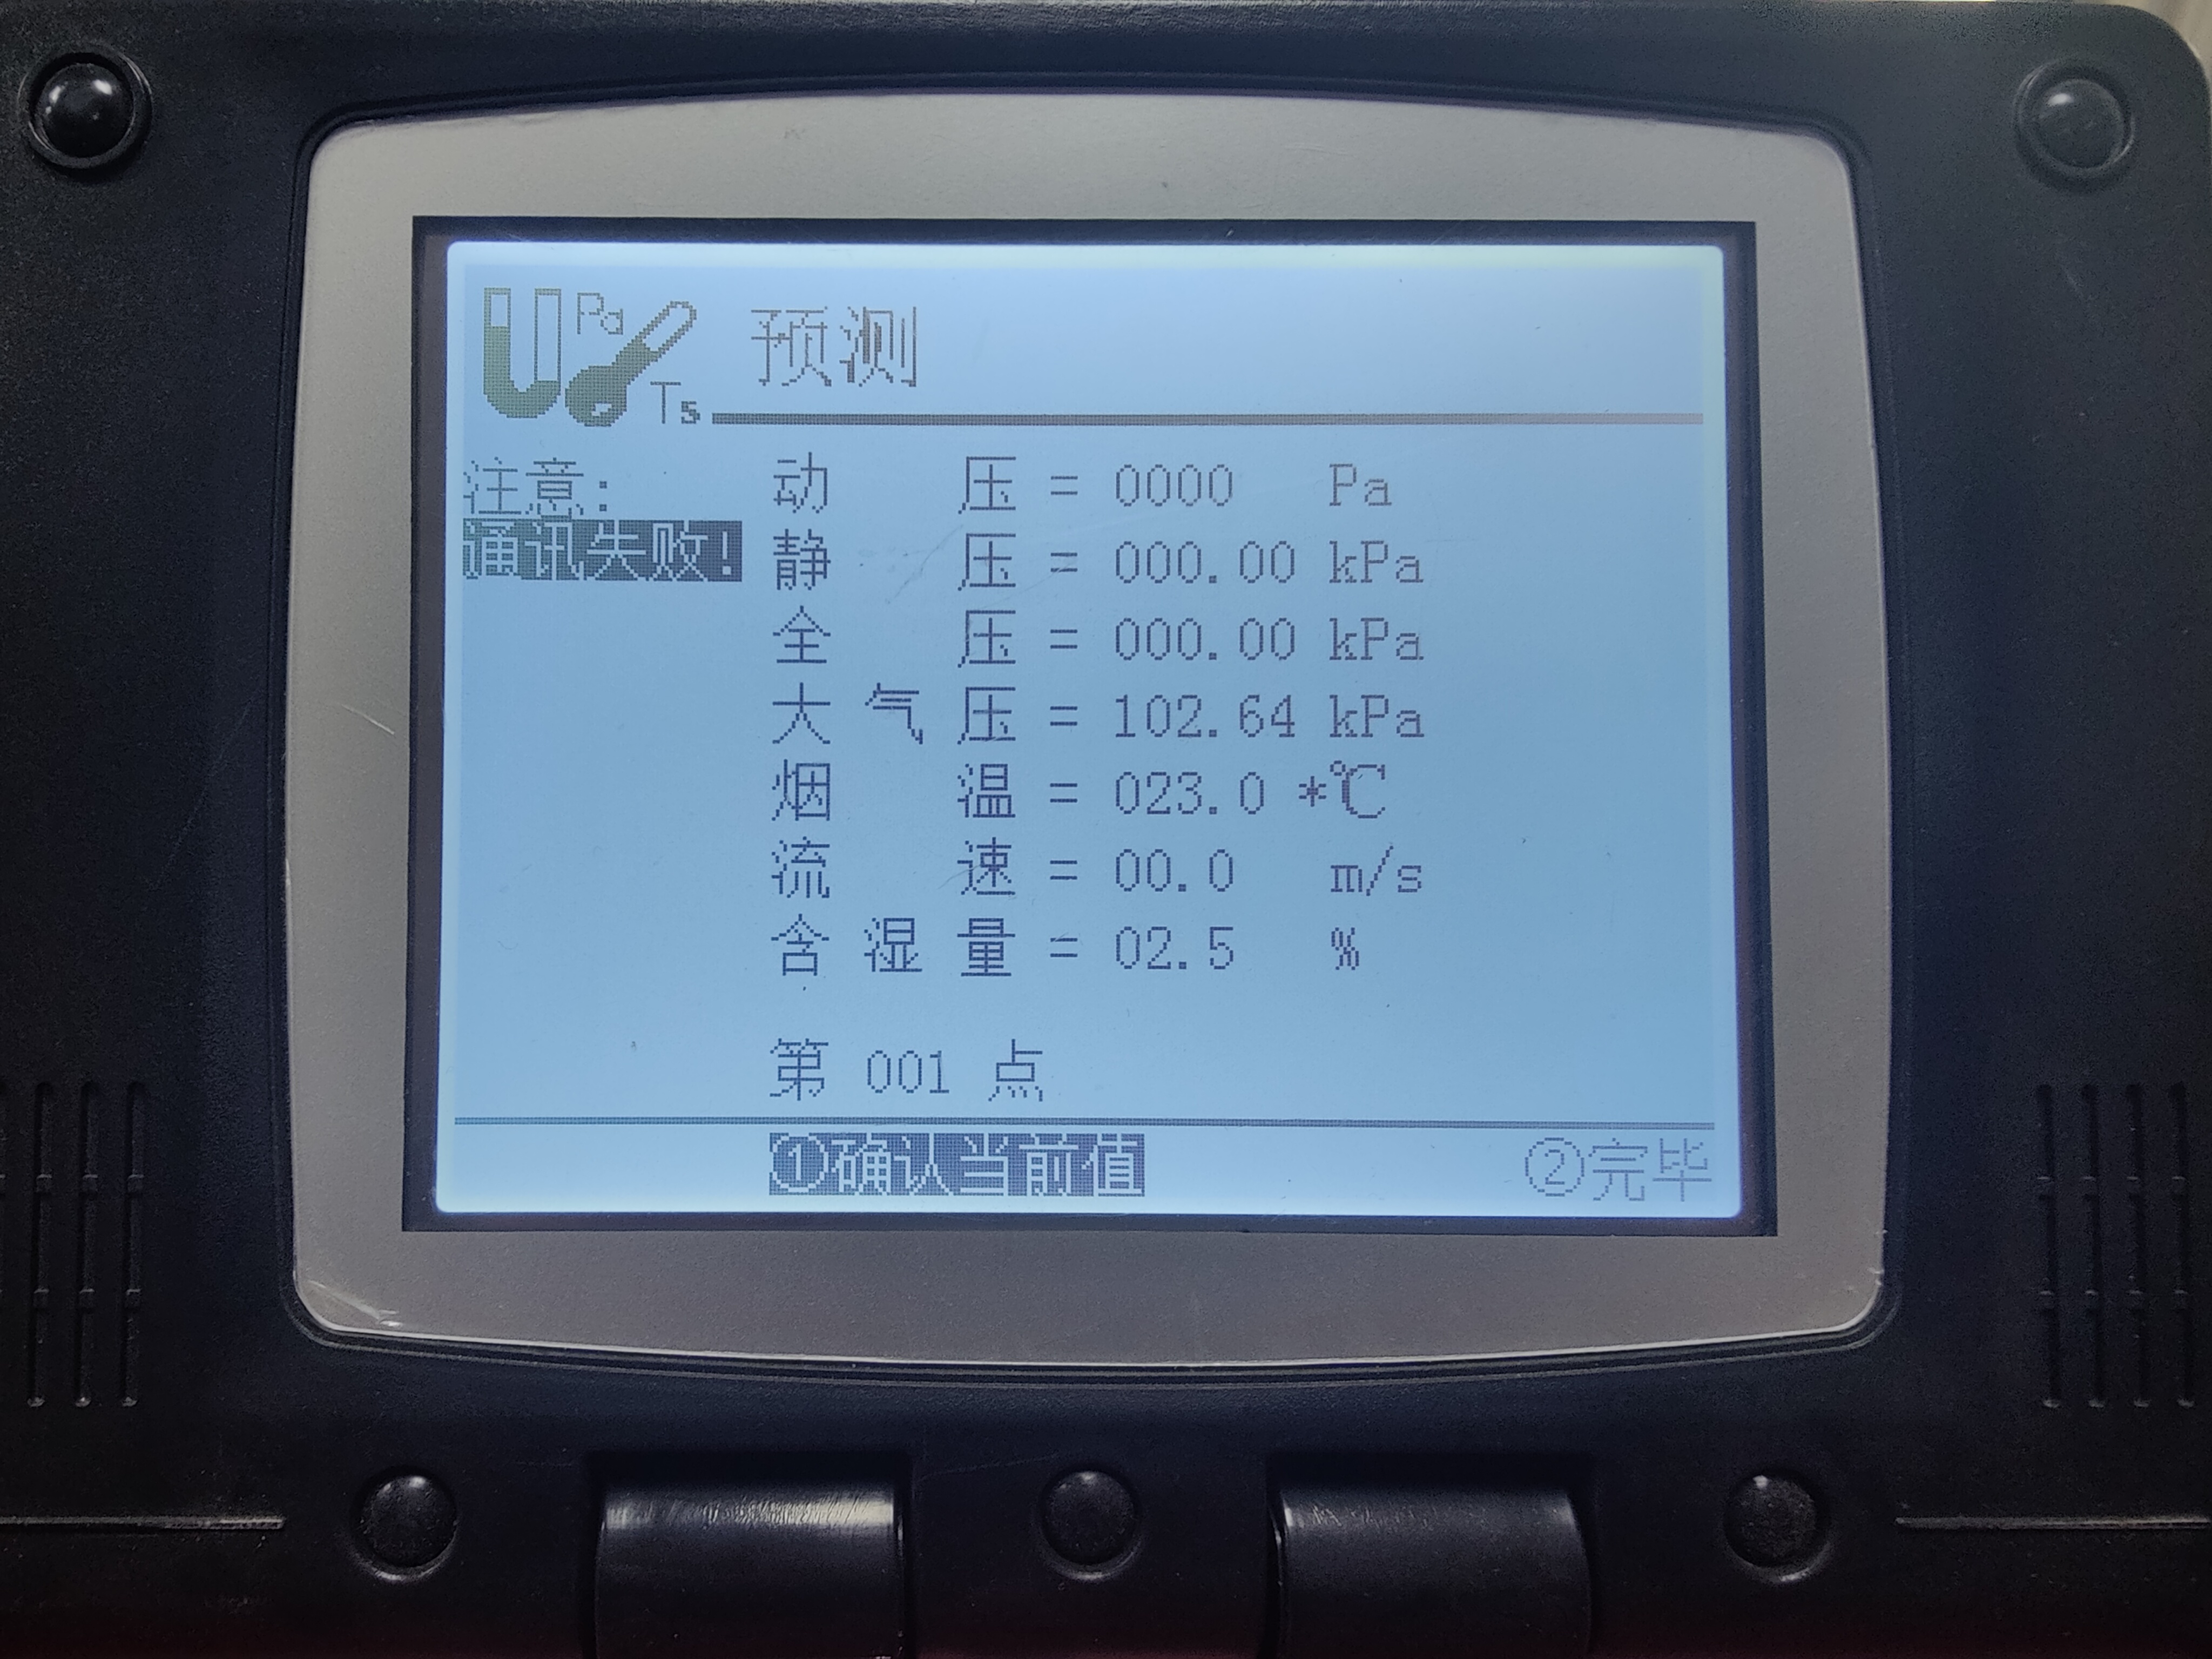 Pa
Ts
预测
注意:
通讯失败!
动 压 = 0000 Pa
静 压 = 000.00 kPa
全 压 = 000.00 kPa
大 气 压 = 102.64 kPa
烟 温 = 023.0 *℃
流 速 = 00.0 m/s
含 湿 量 = 02.5 %
第 001 点
①确认当前值 ②完毕